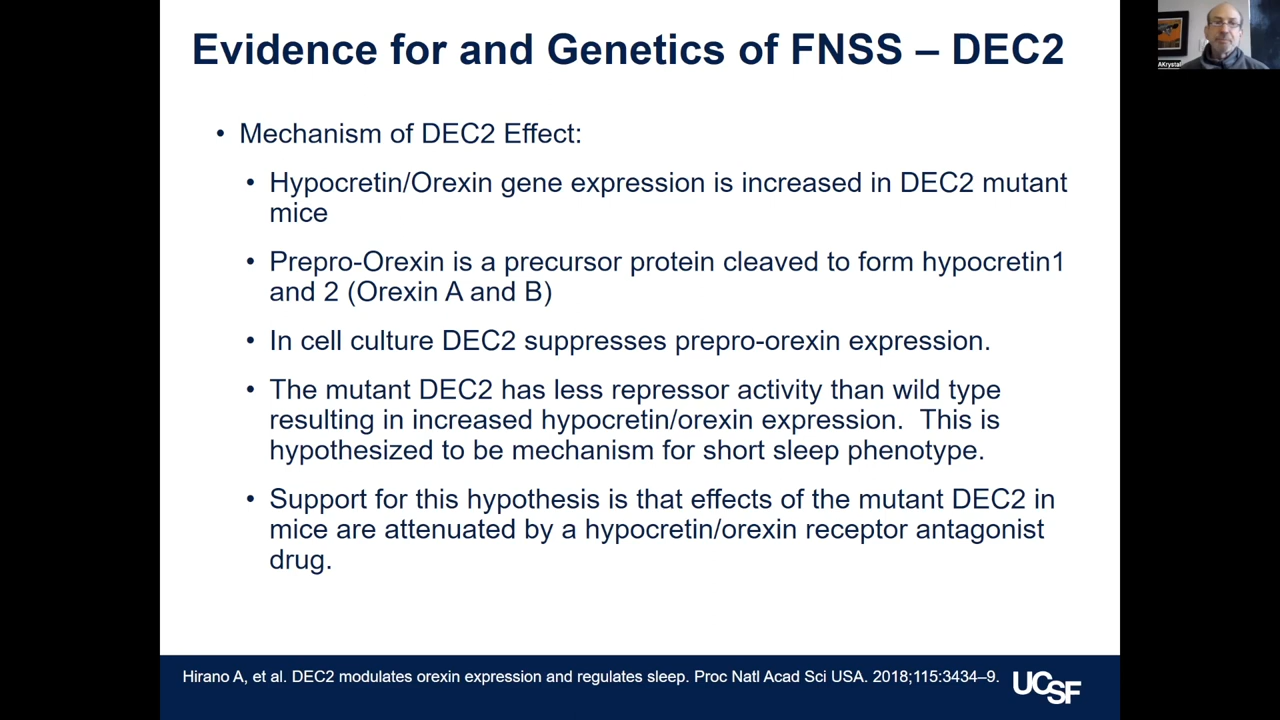 Evidence for and Genetics of FNSS – DEC2
AKrystal
• Mechanism of DEC2 Effect:
• Hypocretin/Orexin gene expression is increased in DEC2 mutant
mice
• Prepro-Orexin is a precursor protein cleaved to form hypocretin1
and 2 (Orexin A and B)
• In cell culture DEC2 suppresses prepro-orexin expression.
• The mutant DEC2 has less repressor activity than wild type
resulting in increased hypocretin/orexin expression.  This is
hypothesized to be mechanism for short sleep phenotype.
• Support for this hypothesis is that effects of the mutant DEC2 in
mice are attenuated by a hypocretin/orexin receptor antagonist
drug.
Hirano A, et al. DEC2 modulates orexin expression and regulates sleep. Proc Natl Acad Sci USA. 2018;115:3434–9.
UCSF